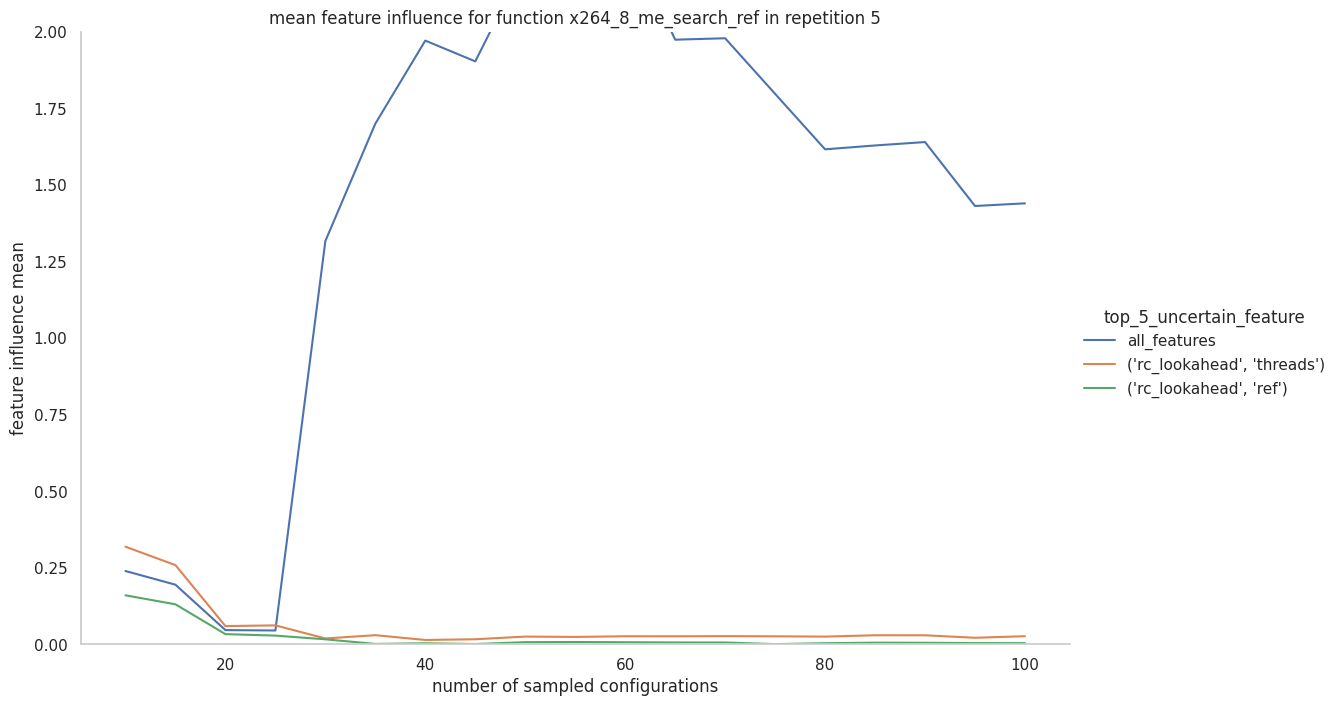 mean feature influence for function x264_8_me_search_ref in repetition 5
2.00
1.75
1.50
1.25
1.00
0.75
0.50
0.25
0.00
feature influence mean
20 40 60 80 100
number of sampled configurations
top_5_uncertain_feature
all_features
('rc_lookahead', 'threads')
('rc_lookahead', 'ref')